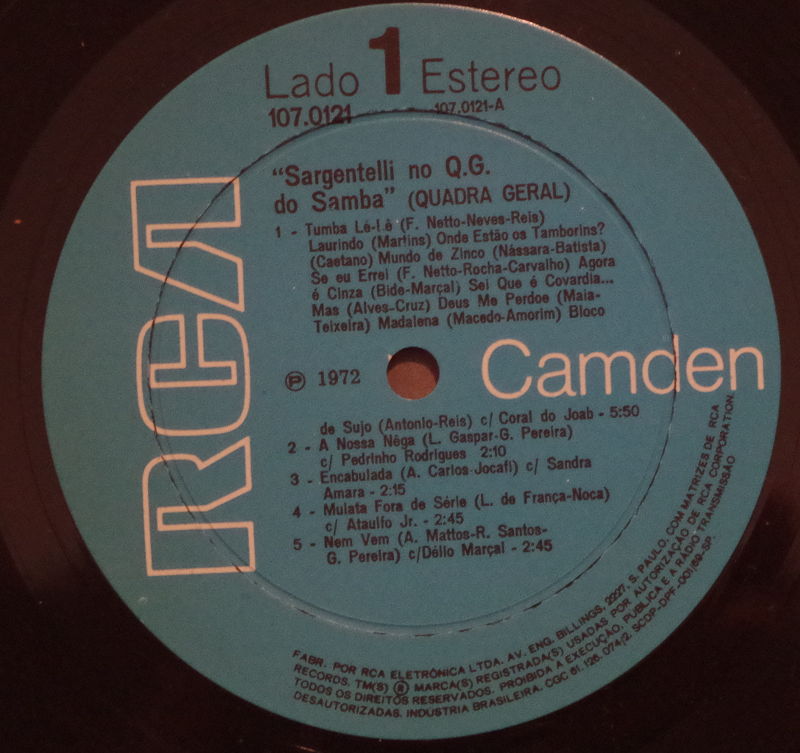 Lado 1 Estereo
107.0121
107.0121-A
"Sargentelli no Q.G.
do Samba" (QUADRA GERAL)
1 - Tumba Lê-Lê (F. Netto-Neves-Reis)
Laurindo (Martins) Onde Estão os Tamborins?
(Caetano) Mundo de Zinco (Nássara-Batista)
Se eu Errei (F. Netto-Rocha-Carvalho) Agora
é Cinza (Bide-Marçal) Sei Que é Covardia...
Mas (Alves-Cruz) Deus Me Perdoe (Maia-
Teixeira) Madalena (Macedo-Amorim) Bloco
℗ 1972
RCA
Camden
de Sujo (Antonio-Reis) c/ Coral do Joab - 5:50
2 - A Nossa Nêga (L. Gaspar-G. Pereira)
c/ Pedrinho Rodrigues 2:10
3 - Encabulada (A. Carlos-Jocafi) c/ Sandra
Amara - 2:15
4 - Mulata Fora de Série (L. de França-Noca)
c/ Ataulfo Jr. - 2:45
5 - Nem Vem (A. Mattos-R. Santos-
G. Pereira) c/Délio Marçal - 2:45
FABR. POR RCA ELETRÔNICA LTDA. AV. ENG. BILLINGS, 2227, S. PAULO, COM MATRIZES DE RCA
RECORDS. TM(S) ® MARCA(S) REGISTRADA(S) USADAS POR AUTORIZAÇÃO DE RCA CORPORATION.
TODOS OS DIREITOS RESERVADOS. PROIBIDA A EXECUÇÃO PUBLICA E A RÁDIO TRANSMISSÃO
DESAUTORIZADAS. INDUSTRIA BRASILEIRA. CGC 61.126.074/2. SCDP-DPF-001/69-SP.